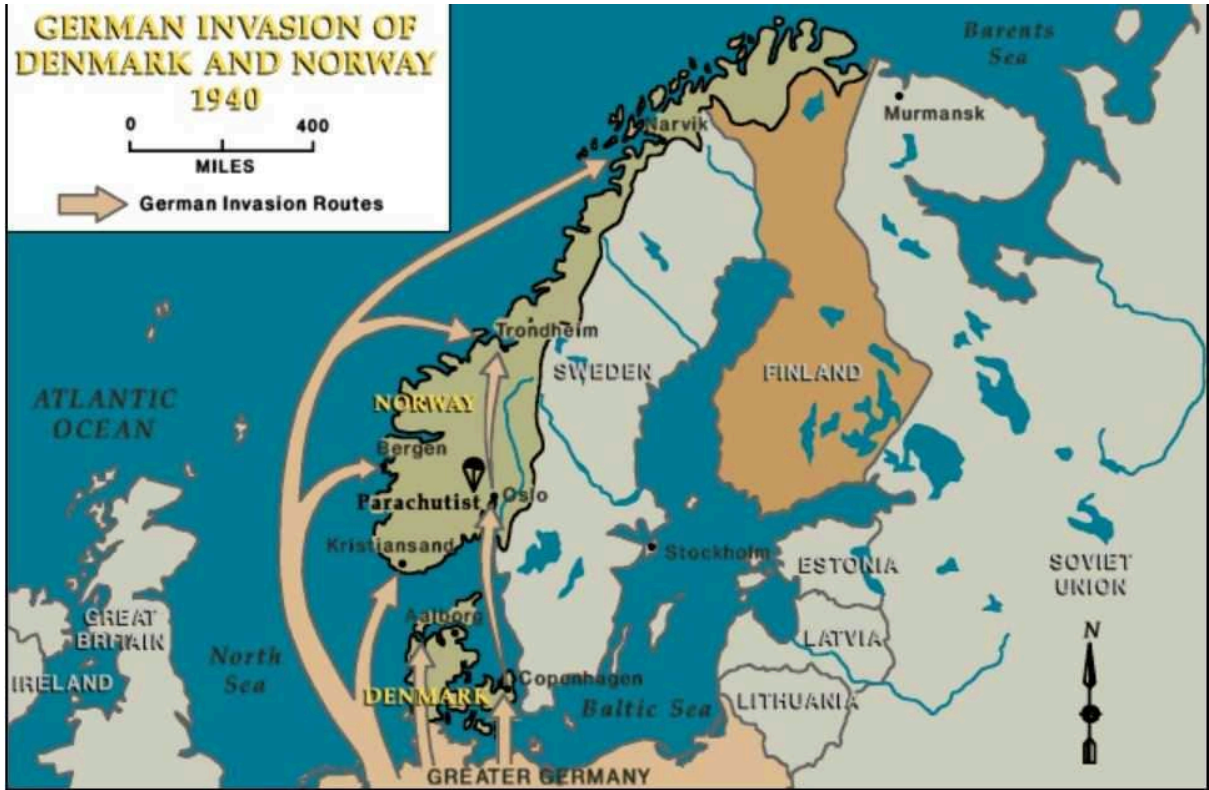 GERMAN INVASION OF
DENMARK AND NORWAY
1940
0 400
MILES
German Invasion Routes
Barents
Sea
Murmansk
Narvik
Trondheim
SWEDEN
FINLAND
ATLANTIC
OCEAN
NORWAY
Bergen
Parachutist
Oslo
Kristiansand
Stockholm
ESTONIA
SOVIET
UNION
GREAT
BRITAIN
Aalborg
LATVIA
N
North
Sea
IRELAND
Copenhagen
DENMARK
Baltic Sea
LITHUANIA
GREATER GERMANY